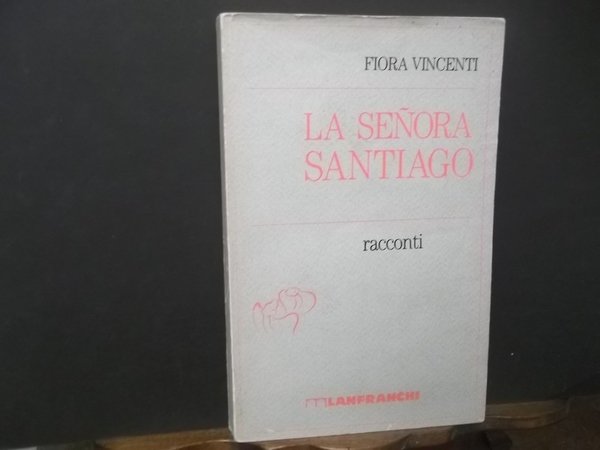 FIORA VINCENTI
LA SEÑORA
SANTIAGO
racconti
LANFRANCHI